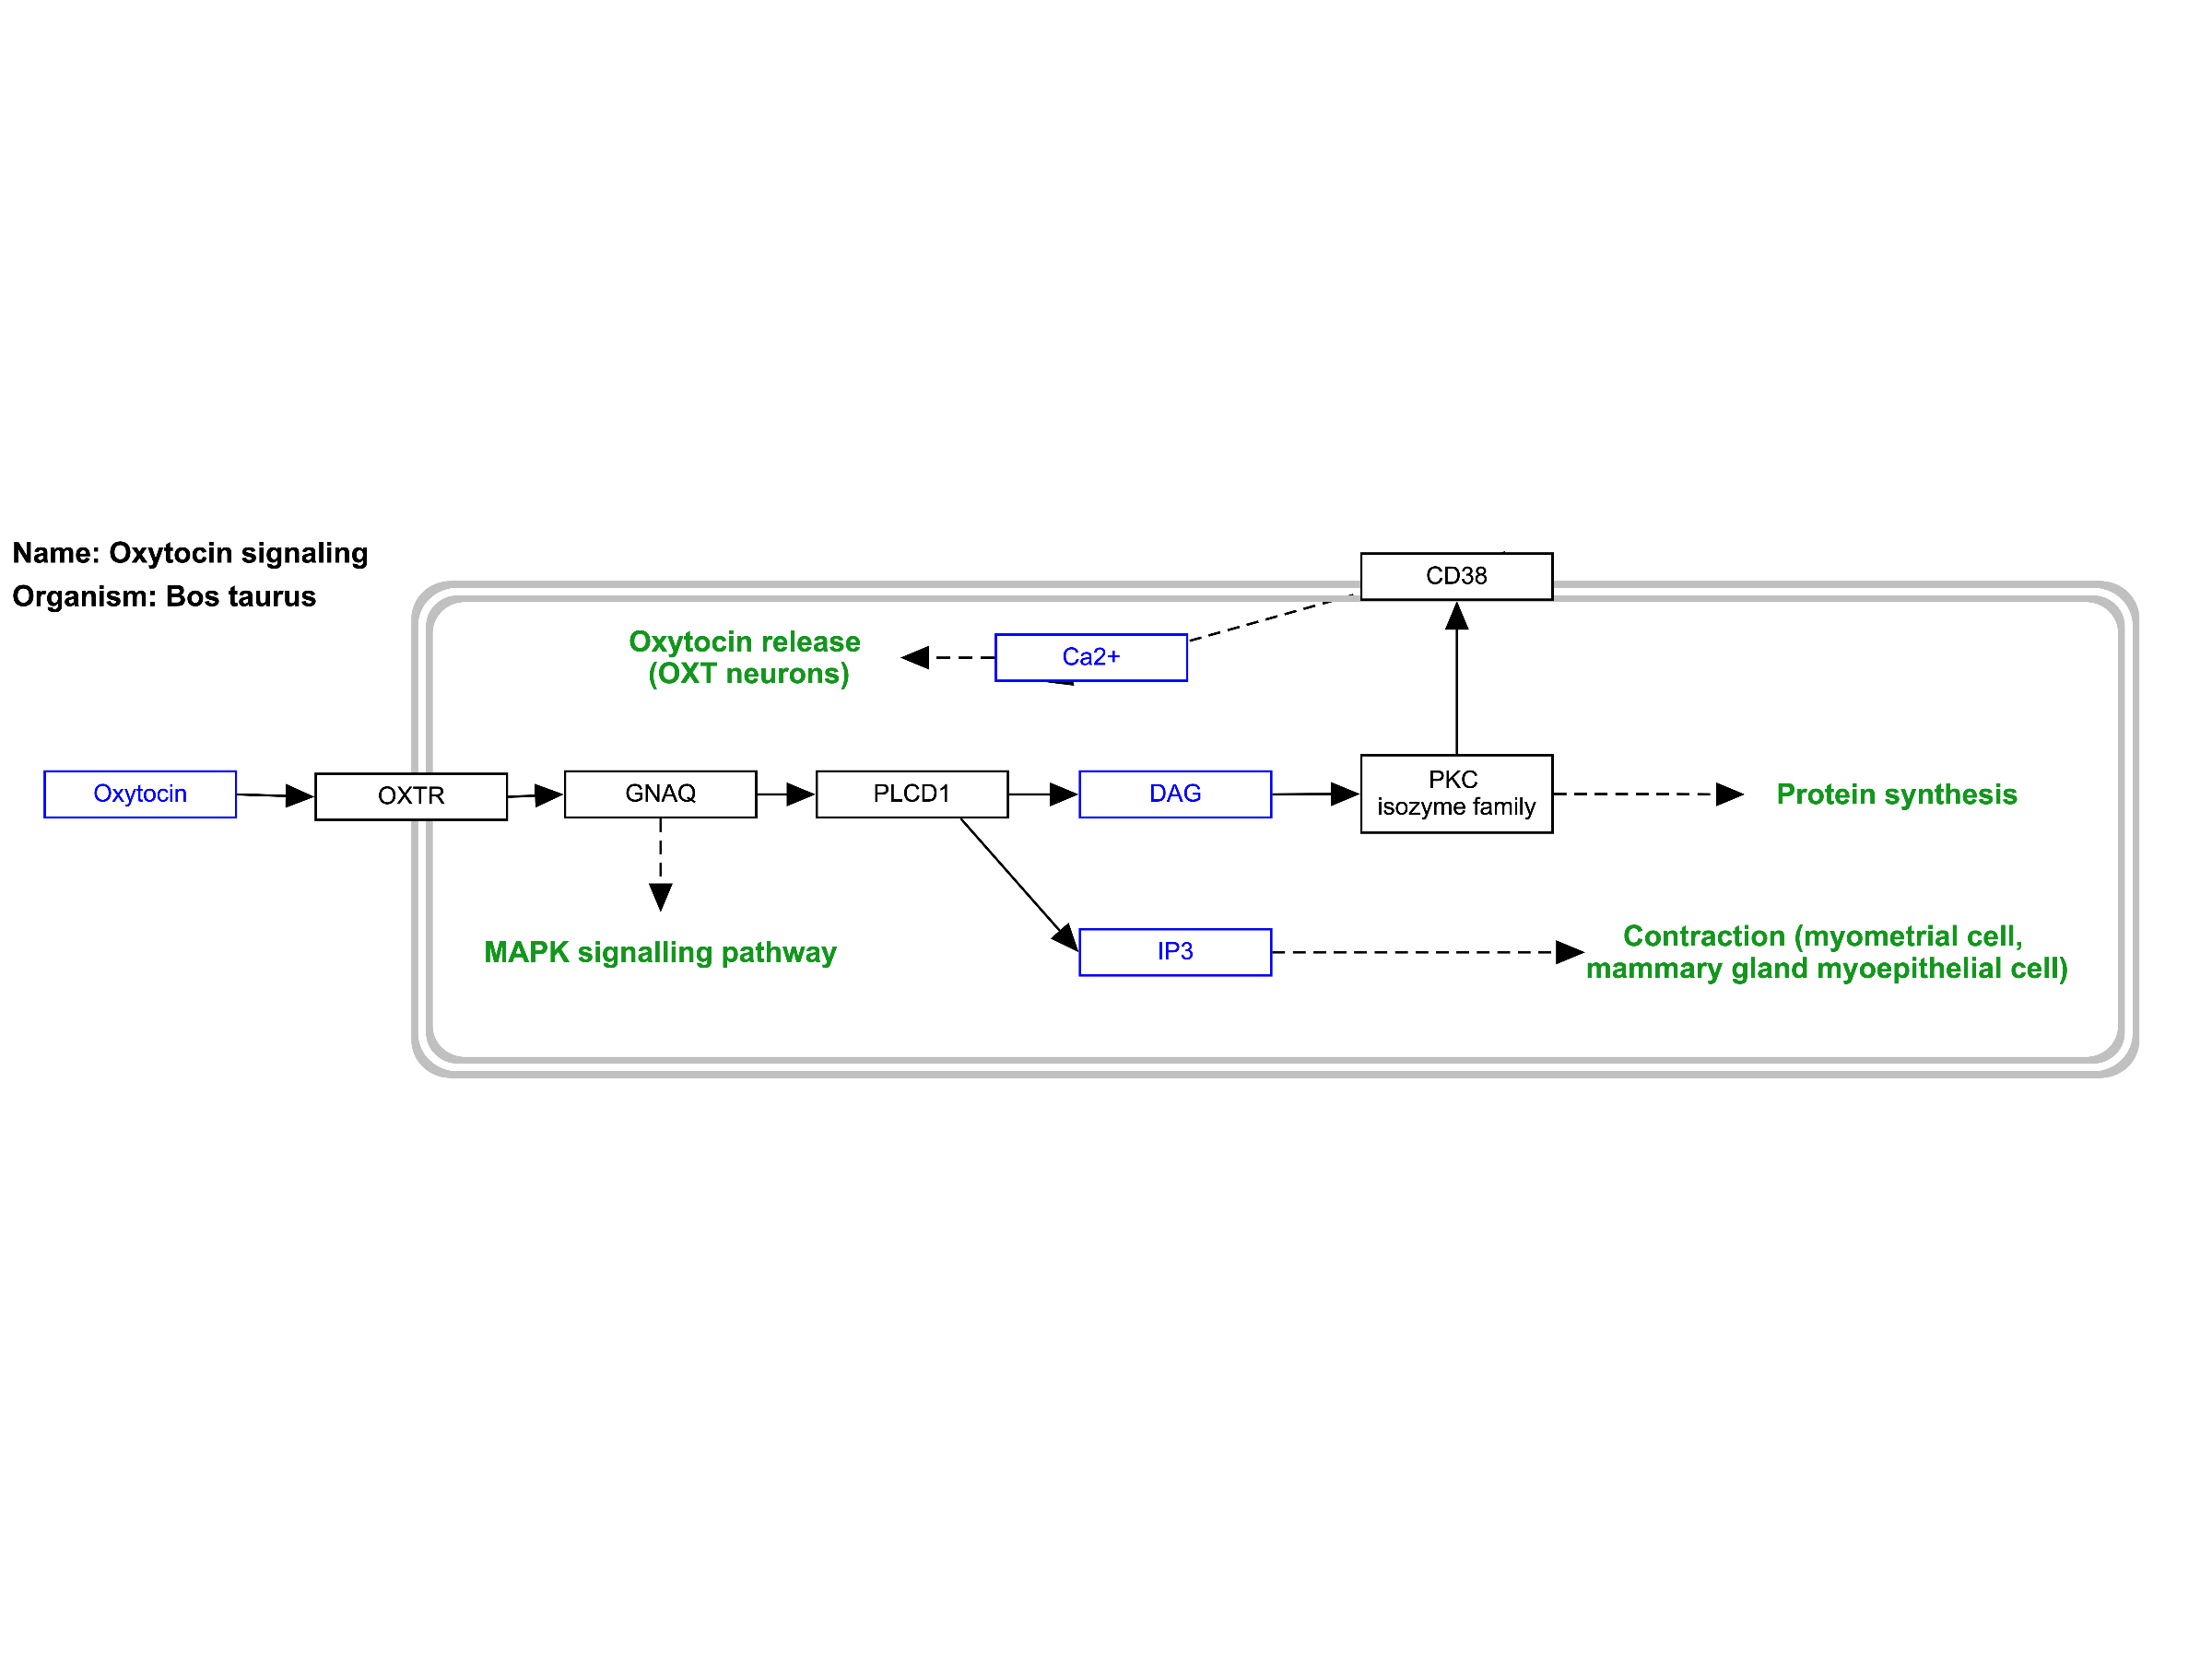 Name: Oxytocin signaling
Organism: Bos taurus
CD38
Oxytocin release
(OXT neurons)
Ca2+
Oxytocin
OXTR
GNAQ
PLCD1
DAG
PKC
isozyme family
Protein synthesis
MAPK signalling pathway
IP3
Contraction (myometrial cell,
mammary gland myoepithelial cell)